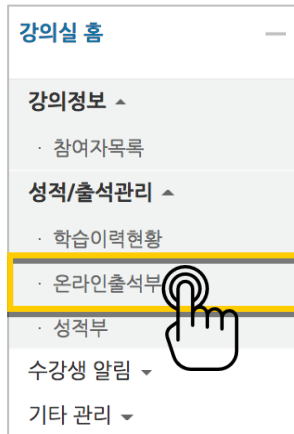 강의실 홈
강의정보
· 참여자목록
성적/출석관리
· 학습이력현황
· 온라인출석부
· 성적부
수강생 알림
기타 관리